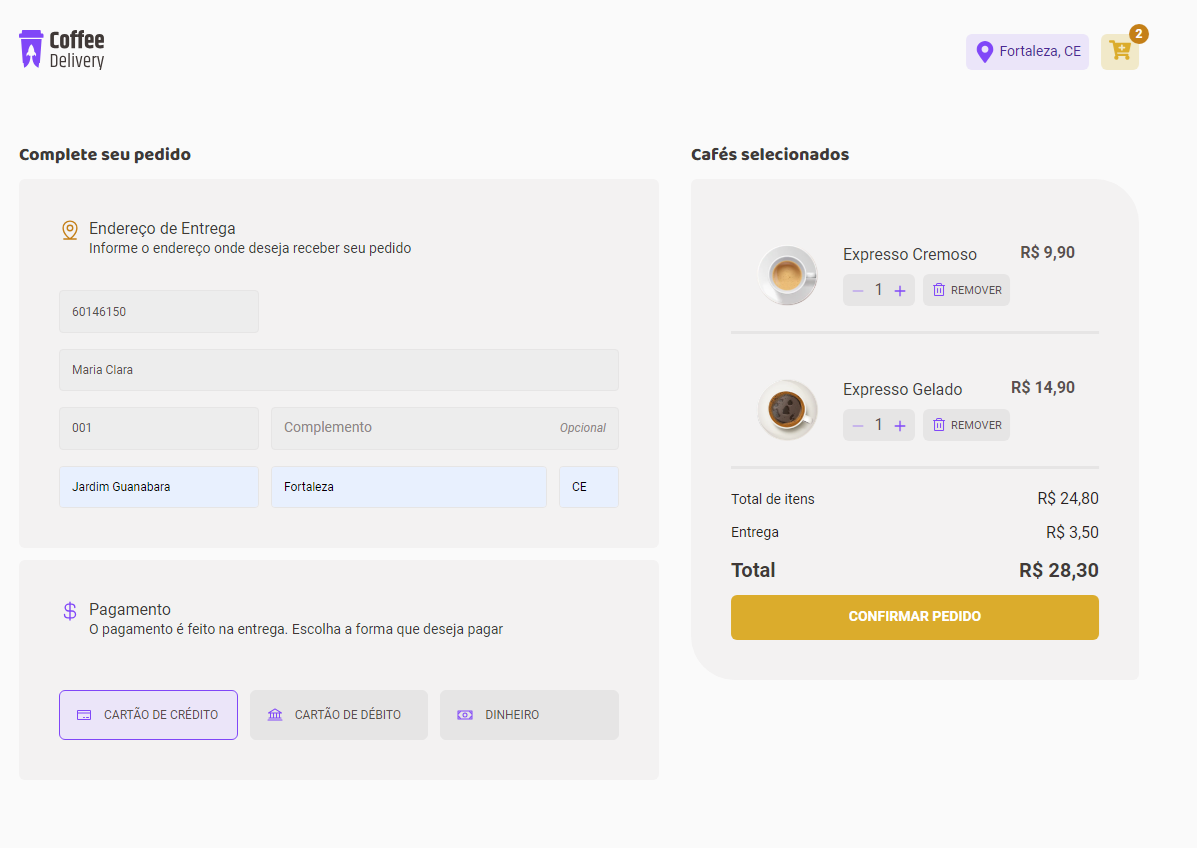 Coffee
Delivery
Fortaleza, CE
2
Complete seu pedido
Endereço de Entrega
Informe o endereço onde deseja receber seu pedido
60146150
Maria Clara
001
Complemento
Opcional
Jardim Guanabara
Fortaleza
CE
Pagamento
O pagamento é feito na entrega. Escolha a forma que deseja pagar
CARTÃO DE CRÉDITO
CARTÃO DE DÉBITO
DINHEIRO
Cafés selecionados
Expresso Cremoso
R$ 9,90
1
REMOVER
Expresso Gelado
R$ 14,90
1
REMOVER
Total de itens
R$ 24,80
Entrega
R$ 3,50
Total
R$ 28,30
CONFIRMAR PEDIDO